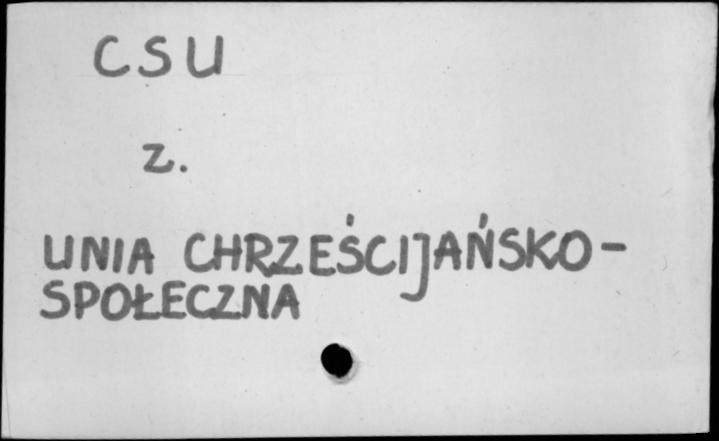 CSU
z.
UNIA CHRZEŚCIJAŃSKO-
SPOŁECZNA